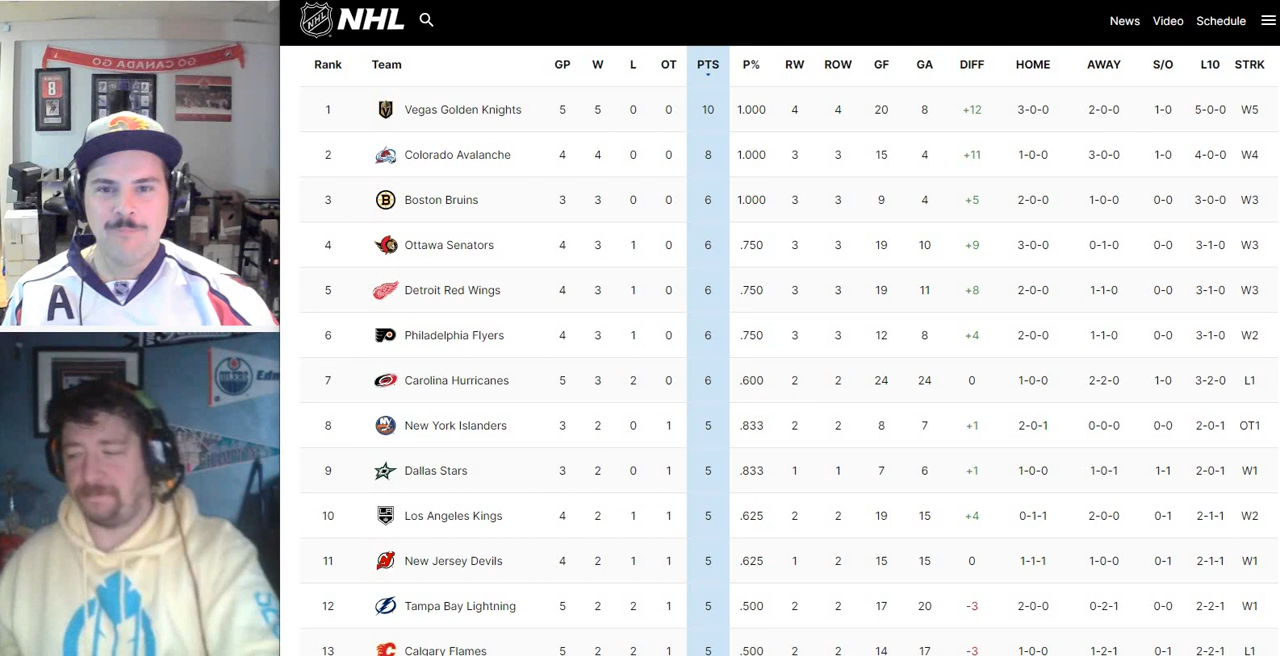 NHL NHL News Video Schedule
Rank Team GP W L OT PTS P% RW ROW GF GA DIFF HOME AWAY S/O L10 STRK
1 Vegas Golden Knights 5 5 0 0 10 1.000 4 4 20 8 +12 3-0-0 2-0-0 1-0 5-0-0 W5
2 Colorado Avalanche 4 4 0 0 8 1.000 3 3 15 4 +11 1-0-0 3-0-0 1-0 4-0-0 W4
3 Boston Bruins 3 3 0 0 6 1.000 3 3 9 4 +5 2-0-0 1-0-0 0-0 3-0-0 W3
4 Ottawa Senators 4 3 1 0 6 .750 3 3 19 10 +9 3-0-0 0-1-0 0-0 3-1-0 W3
5 Detroit Red Wings 4 3 1 0 6 .750 3 3 19 11 +8 2-0-0 1-1-0 0-0 3-1-0 W3
6 Philadelphia Flyers 4 3 1 0 6 .750 3 3 12 8 +4 2-0-0 1-1-0 0-0 3-1-0 W2
7 Carolina Hurricanes 5 3 2 0 6 .600 2 2 24 24 0 1-0-0 2-2-0 1-0 3-2-0 L1
8 New York Islanders 3 2 0 1 5 .833 2 2 8 7 +1 2-0-1 0-0-0 0-0 2-0-1 OT1
9 Dallas Stars 3 2 0 1 5 .833 1 1 7 6 +1 1-0-0 1-0-1 1-1 2-0-1 W1
10 Los Angeles Kings 4 2 1 1 5 .625 2 2 19 15 +4 0-1-1 2-0-0 0-1 2-1-1 W2
11 New Jersey Devils 4 2 1 1 5 .625 1 2 15 15 0 1-1-1 1-0-0 0-1 2-1-1 W1
12 Tampa Bay Lightning 5 2 2 1 5 .500 2 2 17 20 -3 2-0-0 0-2-1 0-0 2-2-1 W1
13 Calgary Flames 5 2 2 1 5 .500 2 2 14 17 -3 1-0-0 1-2-1 0-1 2-2-1 L1
GO CANADA GO
8
A
OILERS Edm